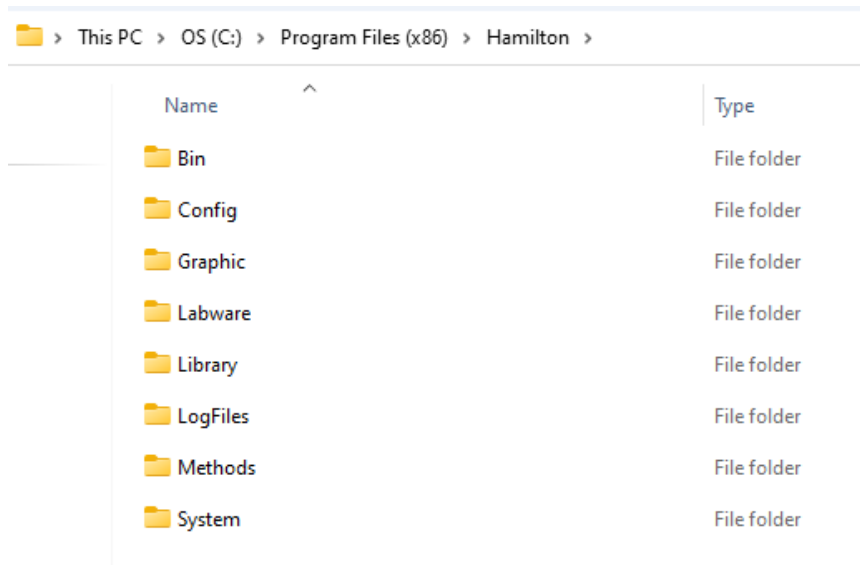 This PC > OS (C:) > Program Files (x86) > Hamilton >
Name Type
Bin File folder
Config File folder
Graphic File folder
Labware File folder
Library File folder
LogFiles File folder
Methods File folder
System File folder